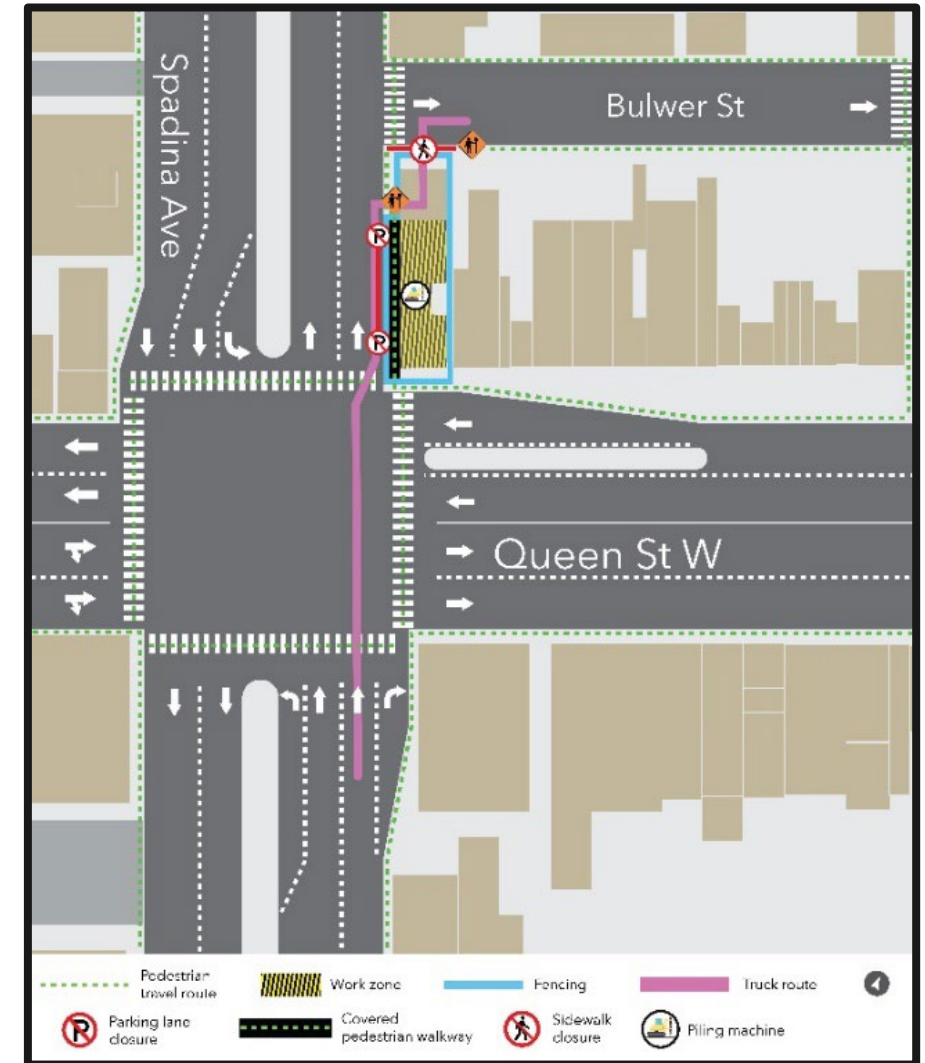 Spadina Ave
Bulwer St
Queen St W
Pedestrian
travel route
Work zone
Fencing
Truck route
P
Parking lane
closure
Covered
pedestrian walkway
Sidewalk
closure
Piling machine